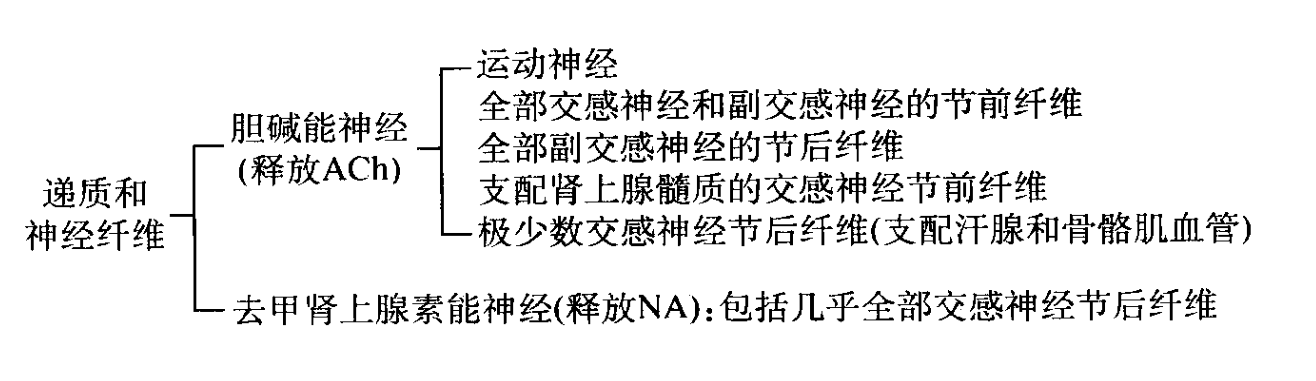 递质和
神经纤维
胆碱能神经
(释放ACh)
运动神经
全部交感神经和副交感神经的节前纤维
全部副交感神经的节后纤维
支配肾上腺髓质的交感神经节前纤维
极少数交感神经节后纤维(支配汗腺和骨骼肌血管)
去甲肾上腺素能神经(释放NA):包括几乎全部交感神经节后纤维